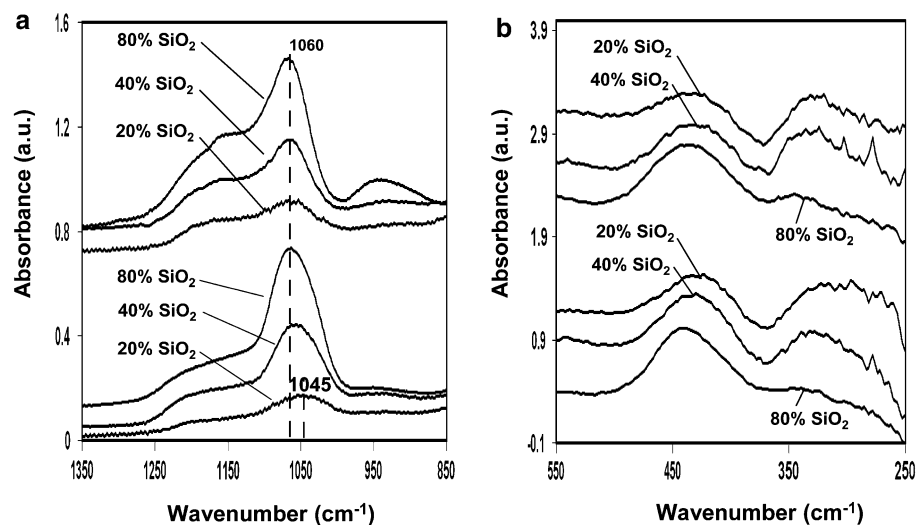 a
1.6
1.2
0.8
0.4
0
Absorbance (a.u.)
80% SiO₂
40% SiO₂
20% SiO₂
1060
80% SiO₂
40% SiO₂
20% SiO₂
1045
1350 1250 1150 1050 950 850
Wavenumber (cm⁻¹)
b
3.9
2.9
1.9
0.9
-0.1
Absorbance (a.u.)
20% SiO₂
40% SiO₂
80% SiO₂
20% SiO₂
40% SiO₂
80% SiO₂
550 450 350 250
Wavenumber (cm⁻¹)